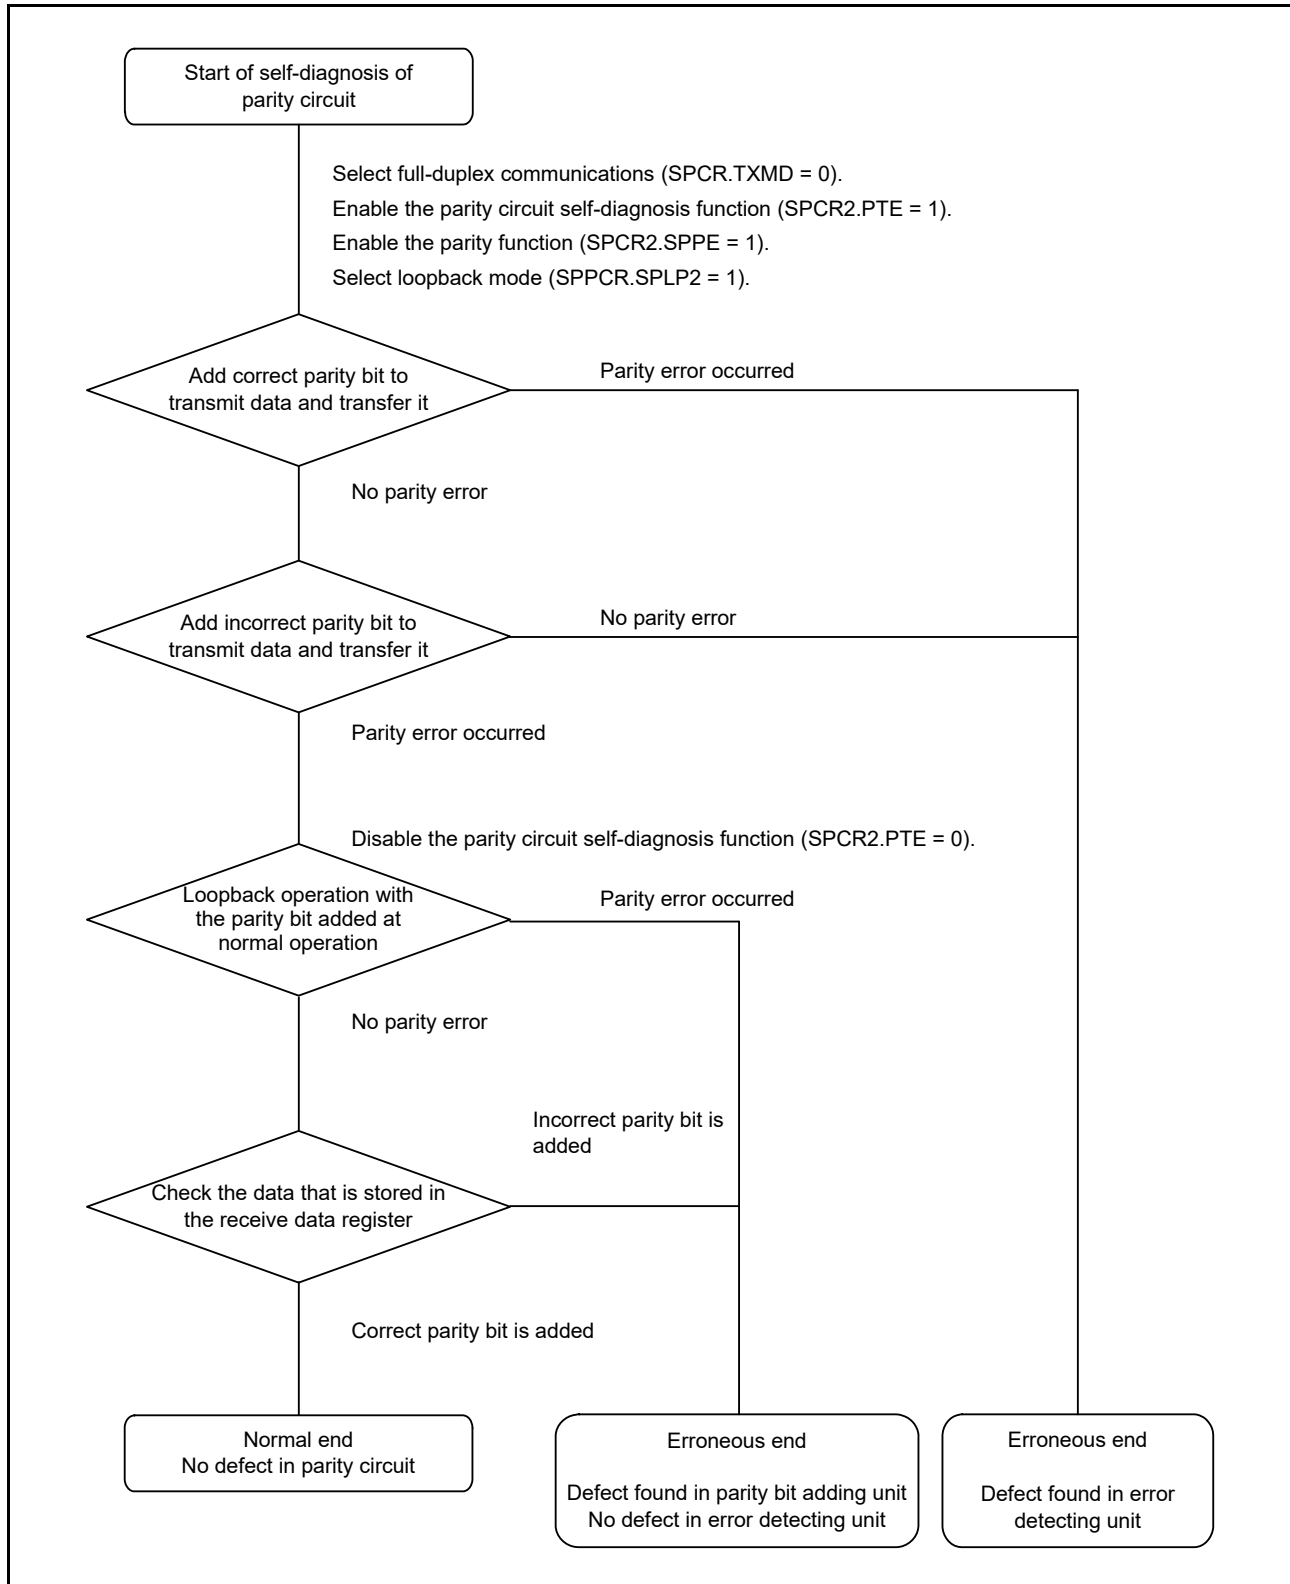 Start of self-diagnosis of
parity circuit
Select full-duplex communications (SPCR.TXMD = 0).
Enable the parity circuit self-diagnosis function (SPCR2.PTE = 1).
Enable the parity function (SPCR2.SPPE = 1).
Select loopback mode (SPPCR.SPLP2 = 1).
Add correct parity bit to
transmit data and transfer it
Parity error occurred
No parity error
Add incorrect parity bit to
transmit data and transfer it
No parity error
Parity error occurred
Disable the parity circuit self-diagnosis function (SPCR2.PTE = 0).
Loopback operation with
the parity bit added at
normal operation
Parity error occurred
No parity error
Incorrect parity bit is
added
Check the data that is stored in
the receive data register
Correct parity bit is added
Normal end
No defect in parity circuit
Erroneous end
Defect found in parity bit adding unit
No defect in error detecting unit
Erroneous end
Defect found in error
detecting unit